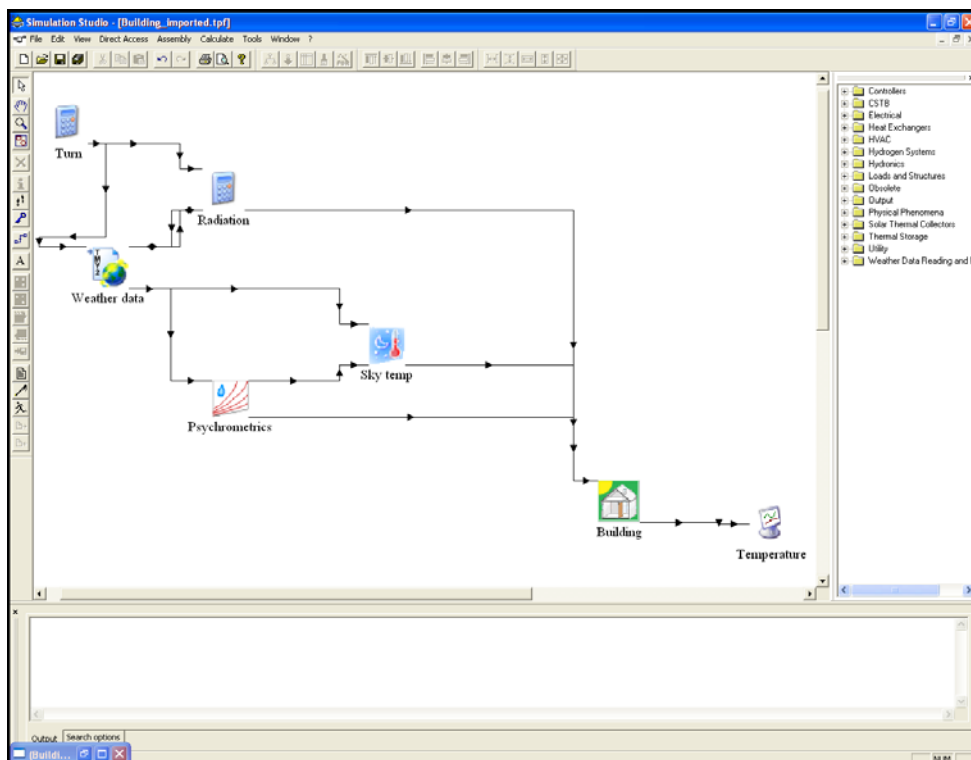 Simulation Studio - [Building_imported.tpf]
File Edit View Direct Access Assembly Calculate Tools Window ?
Turn
Radiation
TMY2
Weather data
Sky temp
Psychrometrics
Building
Temperature
Controllers
CSTB
Electrical
Heat Exchangers
HVAC
Hydrogen Systems
Hydronics
Loads and Structures
Obsolete
Output
Physical Phenomena
Solar Thermal Collectors
Thermal Storage
Utility
Weather Data Reading and
Output Search options
(Buildi...
NUM